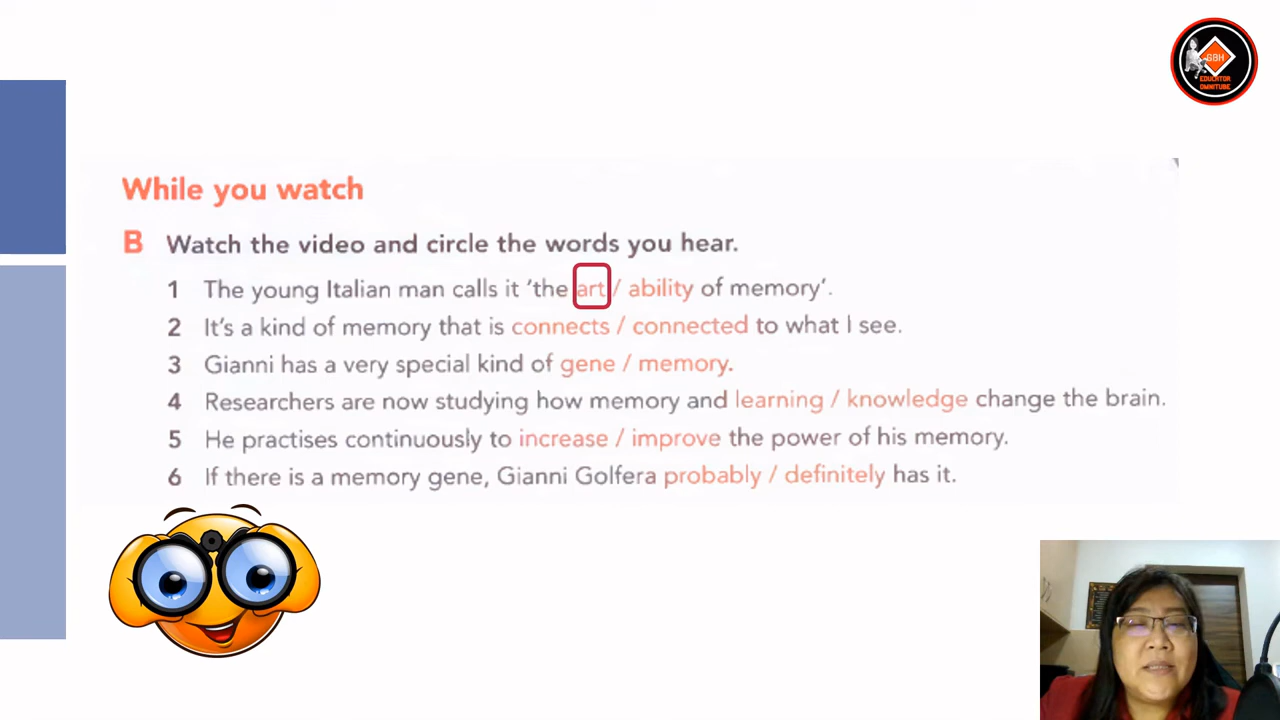 GBH
EDUCATOR
OMNITUBE
While you watch
B Watch the video and circle the words you hear.
1 The young Italian man calls it ‘the art / ability of memory’.
2 It’s a kind of memory that is connects / connected to what I see.
3 Gianni has a very special kind of gene / memory.
4 Researchers are now studying how memory and learning / knowledge change the brain.
5 He practises continuously to increase / improve the power of his memory.
6 If there is a memory gene, Gianni Golfera probably / definitely has it.